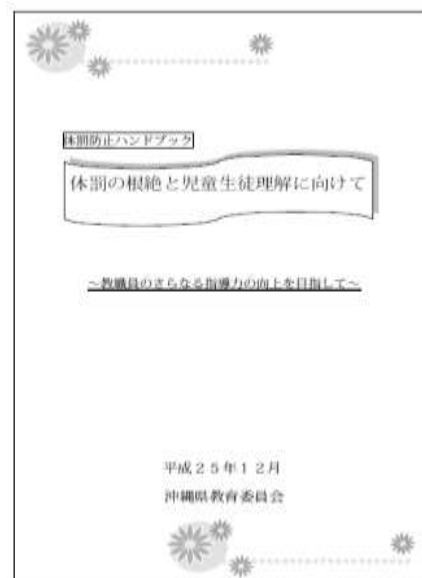 体罰防止ハンドブック
体罰の根絶と児童生徒理解に向けて
～教職員のさらなる指導力の向上を目指して～
平成２５年１２月
沖縄県教育委員会